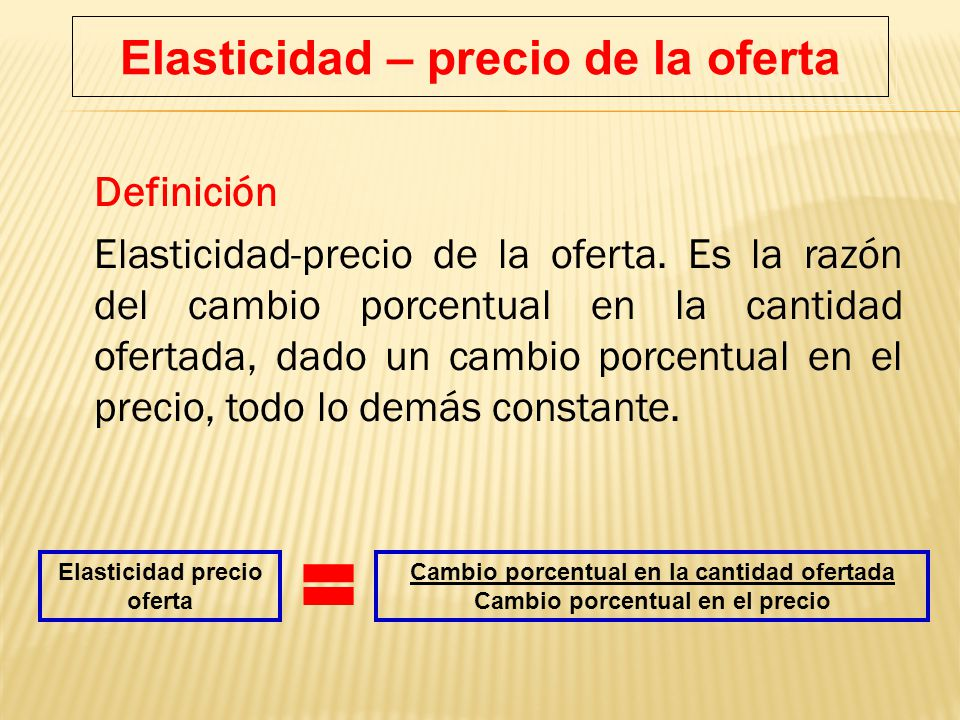 Elasticidad – precio de la oferta
Definición
Elasticidad-precio de la oferta. Es la razón
del cambio porcentual en la cantidad
ofertada, dado un cambio porcentual en el
precio, todo lo demás constante.
Elasticidad precio
oferta
=
Cambio porcentual en la cantidad ofertada
Cambio porcentual en el precio